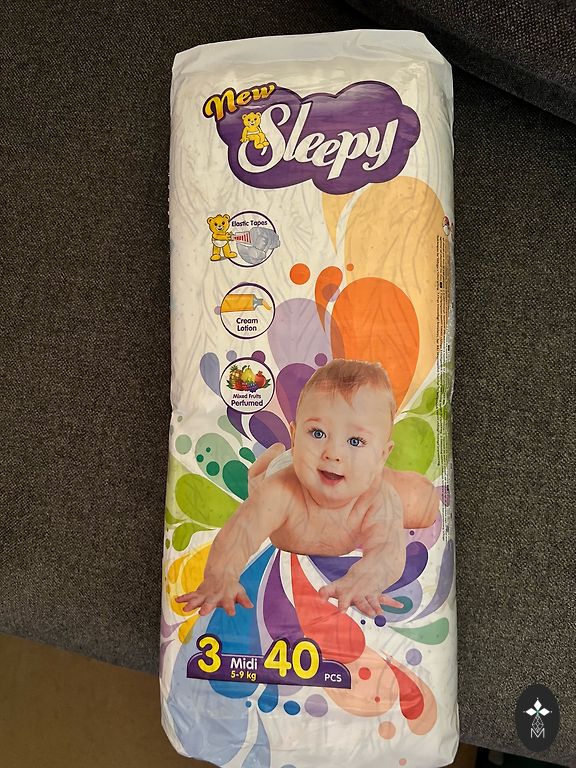 New
Sleepy
Elastic Tapes
Cream
Lotion
Mixed Fruits
Perfumed
3 Midi 40
5-9 kg
PCS